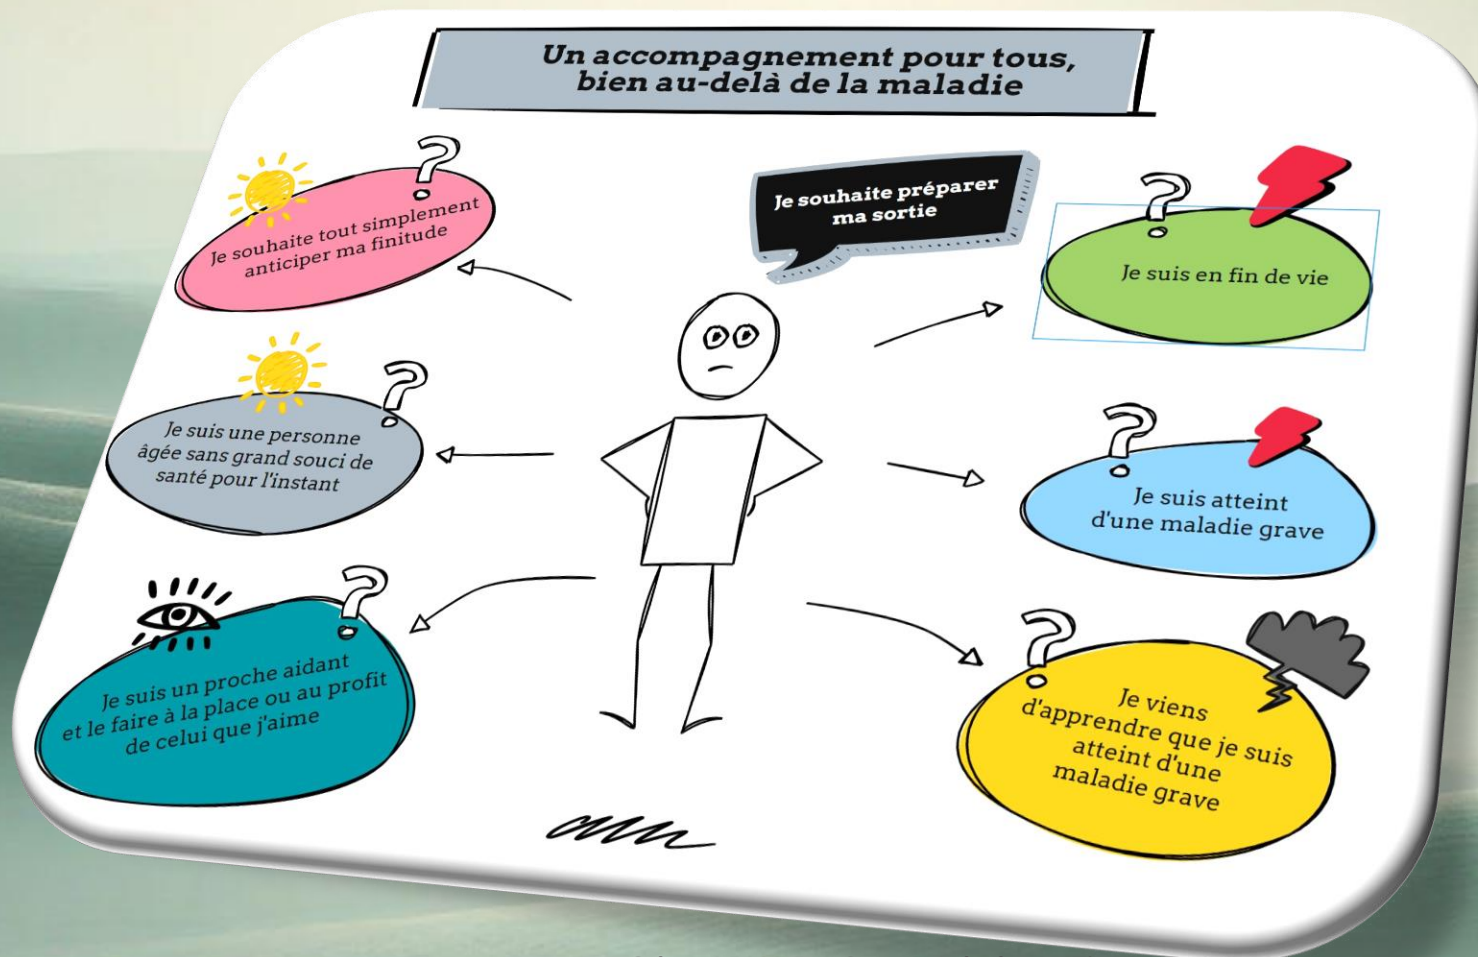 Un accompagnement pour tous,
bien au-delà de la maladie
Je souhaite préparer
ma sortie
Je souhaite tout simplement
anticiper ma finitude
Je suis une personne
âgée sans grand souci de
santé pour l'instant
Je suis un proche aidant
et le faire à la place ou au profit
de celui que j'aime
Je suis en fin de vie
Je suis atteint
d'une maladie grave
Je viens
d'apprendre que je suis
atteint d'une
maladie grave